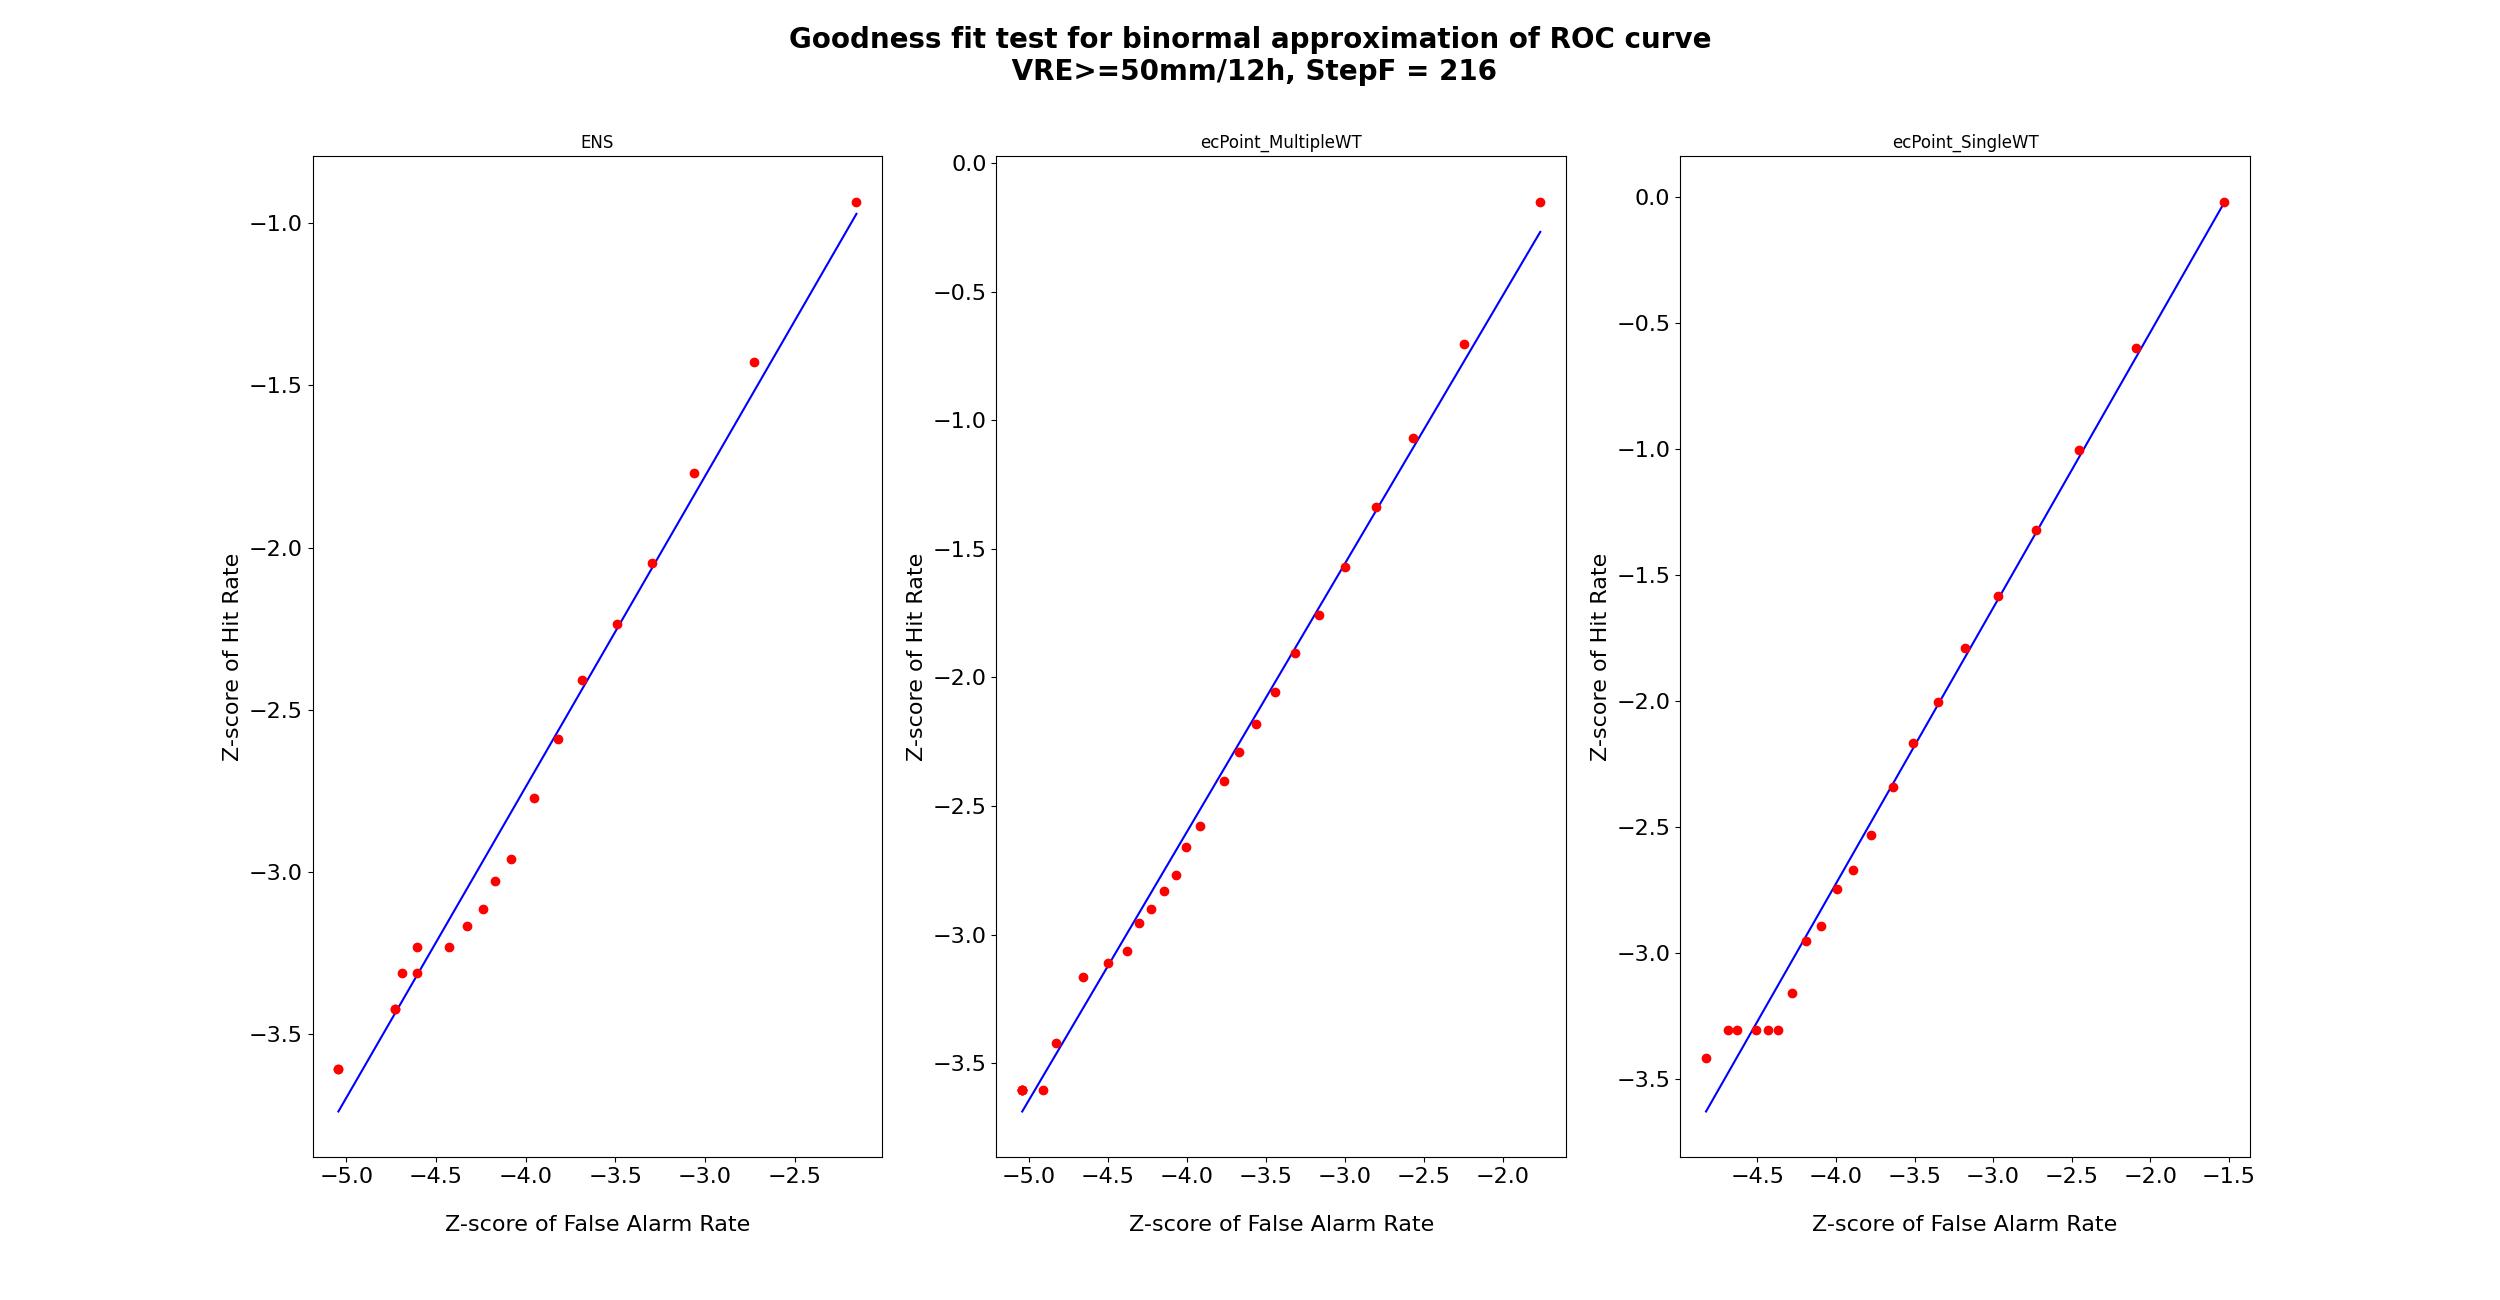 Goodness fit test for binormal approximation of ROC curve
VRE>=50mm/12h, StepF = 216
ENS
−1.0
−1.5
−2.0
−2.5
−3.0
−3.5
Z-score of Hit Rate
−5.0 −4.5 −4.0 −3.5 −3.0 −2.5
Z-score of False Alarm Rate
ecPoint_MultipleWT
0.0
−0.5
−1.0
−1.5
−2.0
−2.5
−3.0
−3.5
Z-score of Hit Rate
−5.0 −4.5 −4.0 −3.5 −3.0 −2.5 −2.0
Z-score of False Alarm Rate
ecPoint_SingleWT
0.0
−0.5
−1.0
−1.5
−2.0
−2.5
−3.0
−3.5
Z-score of Hit Rate
−4.5 −4.0 −3.5 −3.0 −2.5 −2.0 −1.5
Z-score of False Alarm Rate